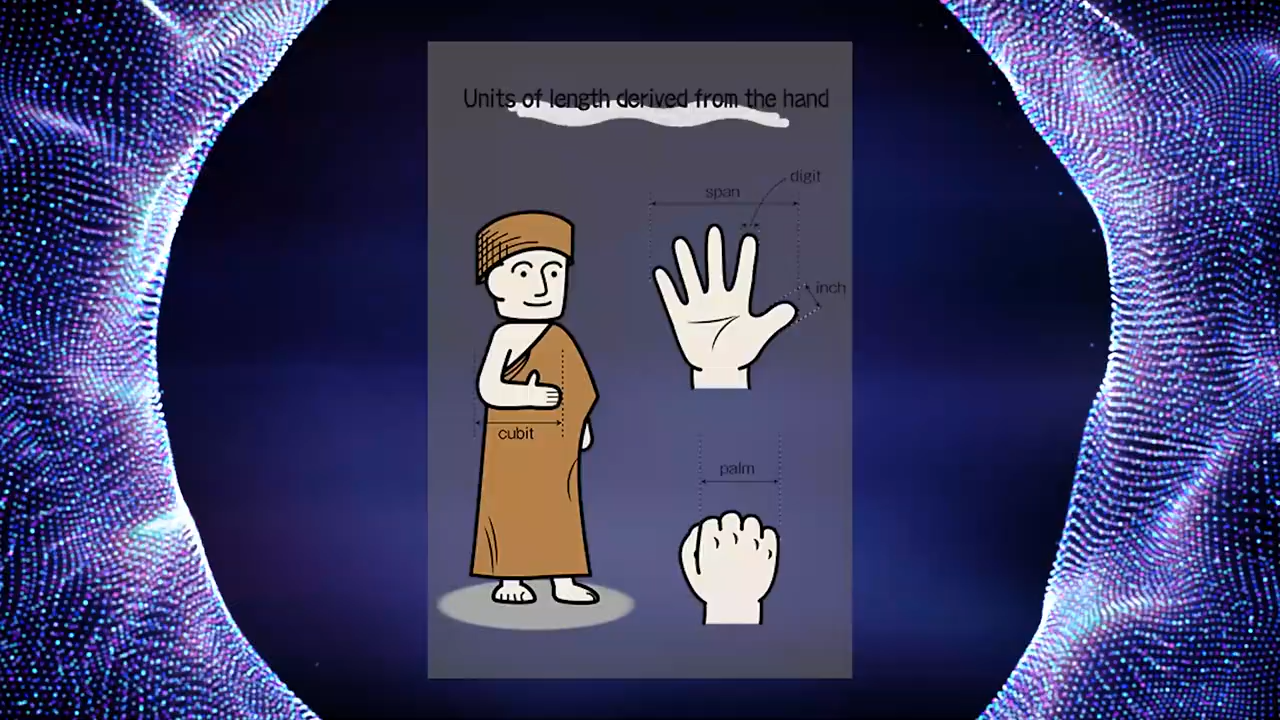 Units of length derived from the hand
digit
span
inch
cubit
palm